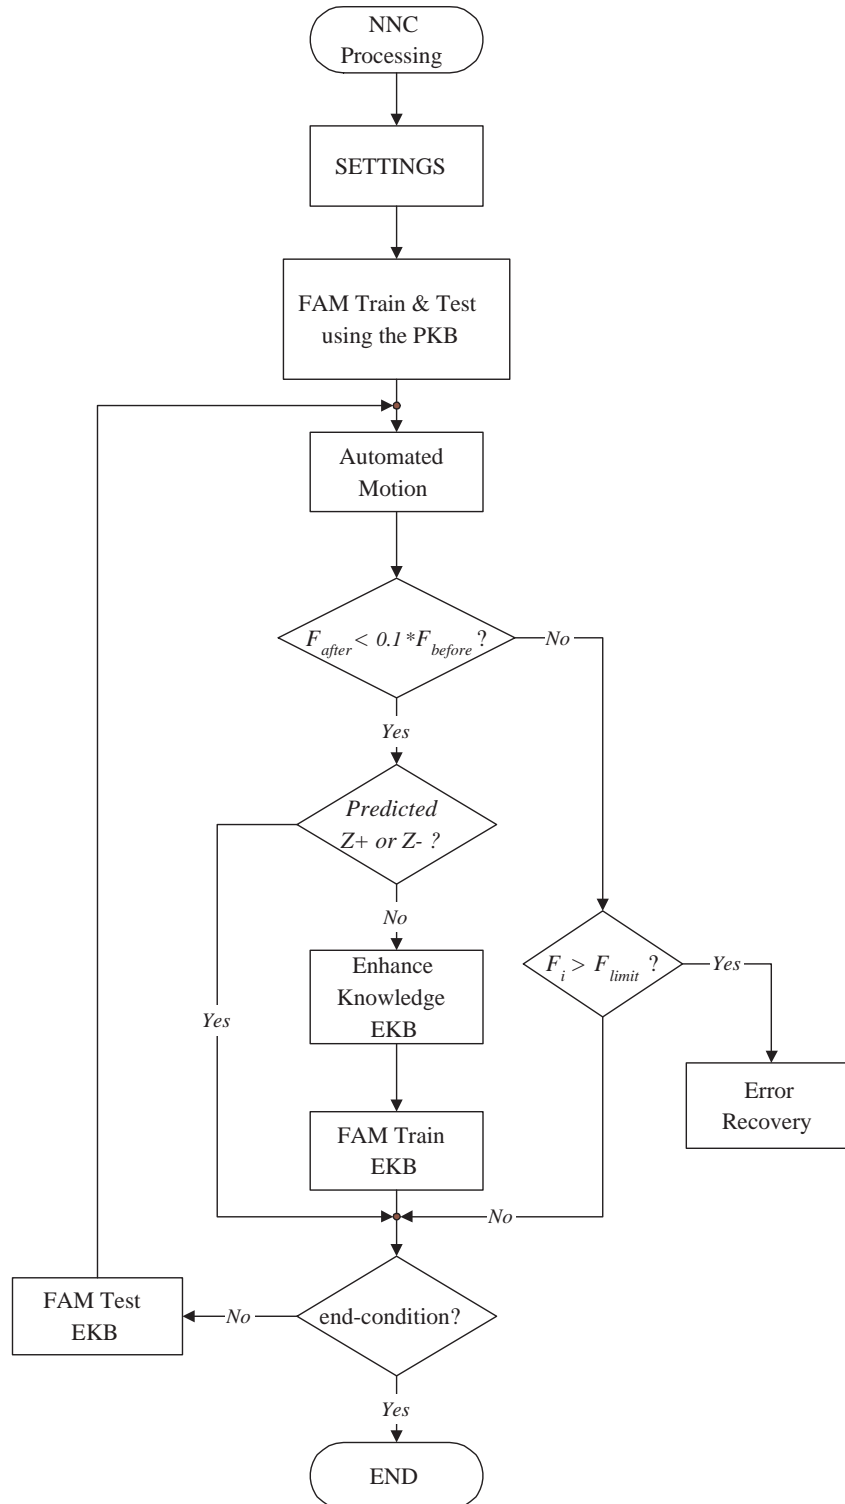 NNC
Processing
SETTINGS
FAM Train & Test
using the PKB
Automated
Motion
F_after < 0.1*F_before ?
No
Yes
Predicted
Z+ or Z- ?
No
Enhance
Knowledge
EKB
F_i > F_limit ?
Yes
Yes
Error
Recovery
FAM Train
EKB
No
FAM Test
EKB
No
end-condition?
Yes
END